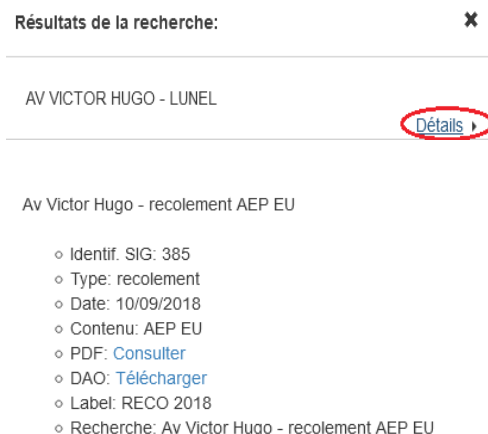 Résultats de la recherche:
AV VICTOR HUGO - LUNEL
Détails
Av Victor Hugo - recolement AEP EU
Identif. SIG: 385
Type: recolement
Date: 10/09/2018
Contenu: AEP EU
PDF: Consulter
DAO: Télécharger
Label: RECO 2018
Recherche: Av Victor Hugo - recolement AEP EU